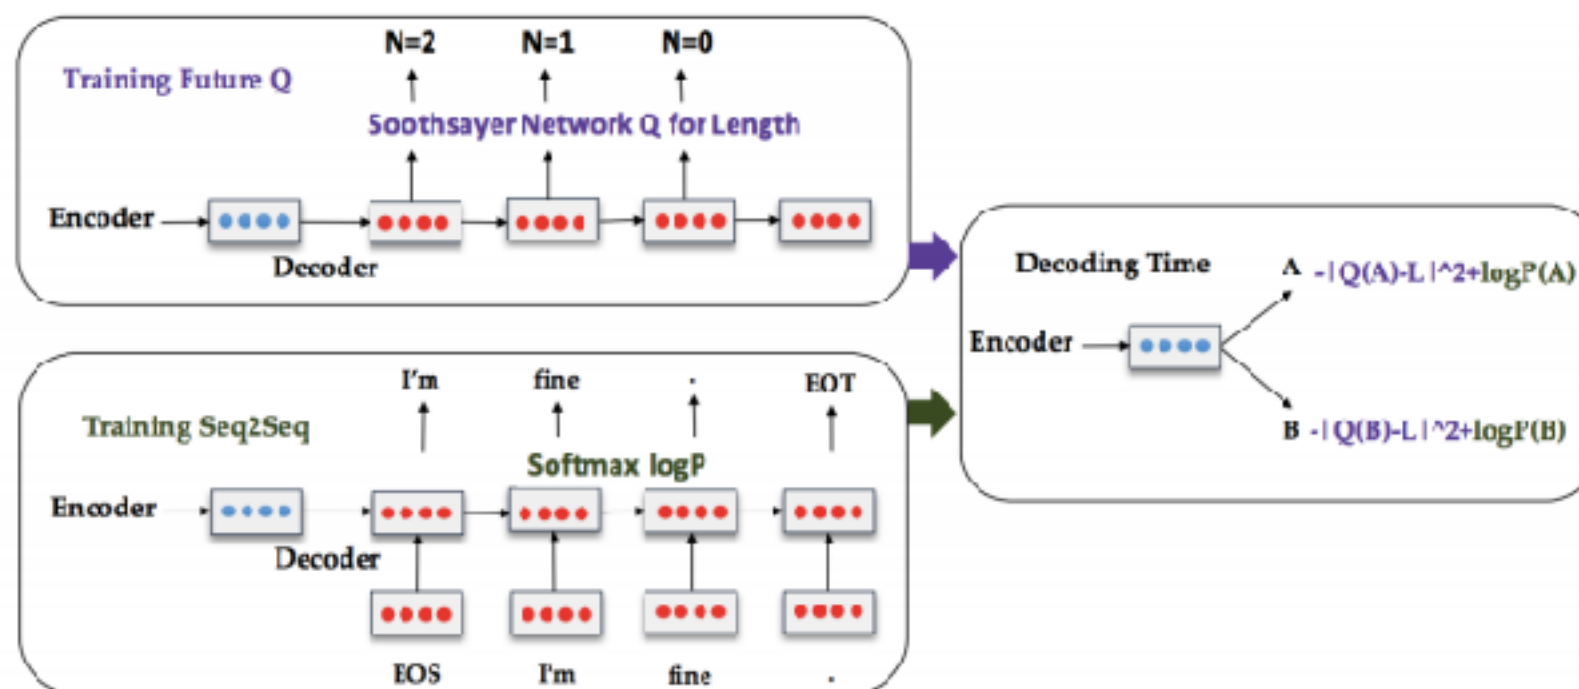 N=2 N=1 N=0
Training Future Q
Soothsayer Network Q for Length
Encoder
Decoder
Decoding Time A -|Q(A)-L|^2+logP(A)
Encoder
B -|Q(B)-L|^2+logP(B)
I'm fine . EOT
Training Seq2Seq
Softmax logP
Encoder
Decoder
EOS I'm fine .